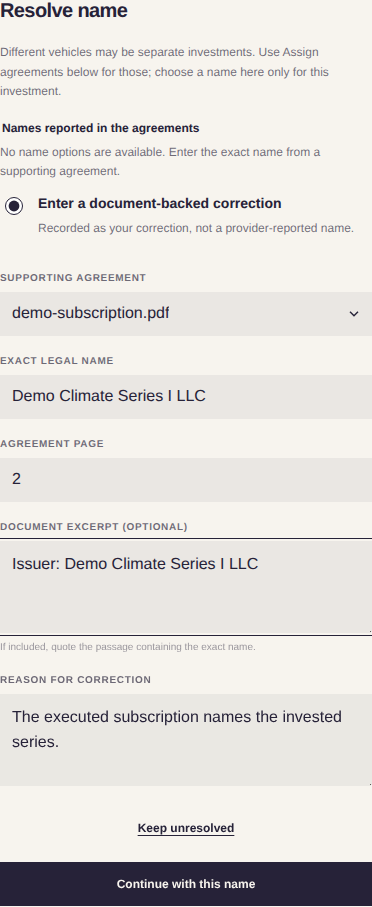 Resolve name
Different vehicles may be separate investments. Use Assign
agreements below for those; choose a name here only for this
investment.
Names reported in the agreements
No name options are available. Enter the exact name from a
supporting agreement.
Enter a document-backed correction
Recorded as your correction, not a provider-reported name.
SUPPORTING AGREEMENT
demo-subscription.pdf
EXACT LEGAL NAME
Demo Climate Series I LLC
AGREEMENT PAGE
2
DOCUMENT EXCERPT (OPTIONAL)
Issuer: Demo Climate Series I LLC
If included, quote the passage containing the exact name.
REASON FOR CORRECTION
The executed subscription names the invested
series.
Keep unresolved
Continue with this name